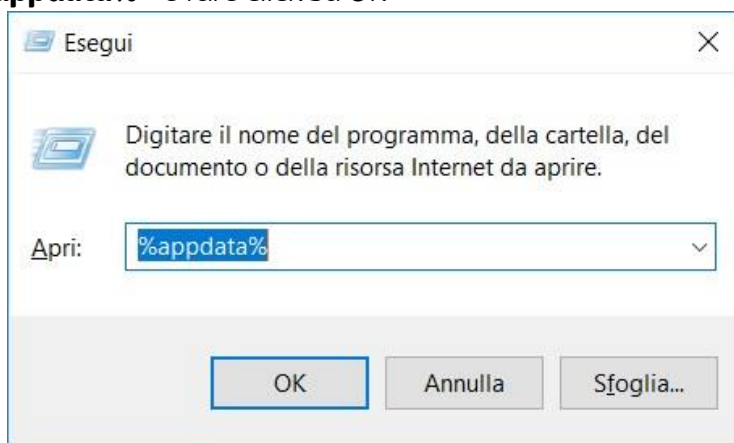 Esegui
Digitare il nome del programma, della cartella, del
documento o della risorsa Internet da aprire.
Apri: %appdata%
OK Annulla Sfoglia...